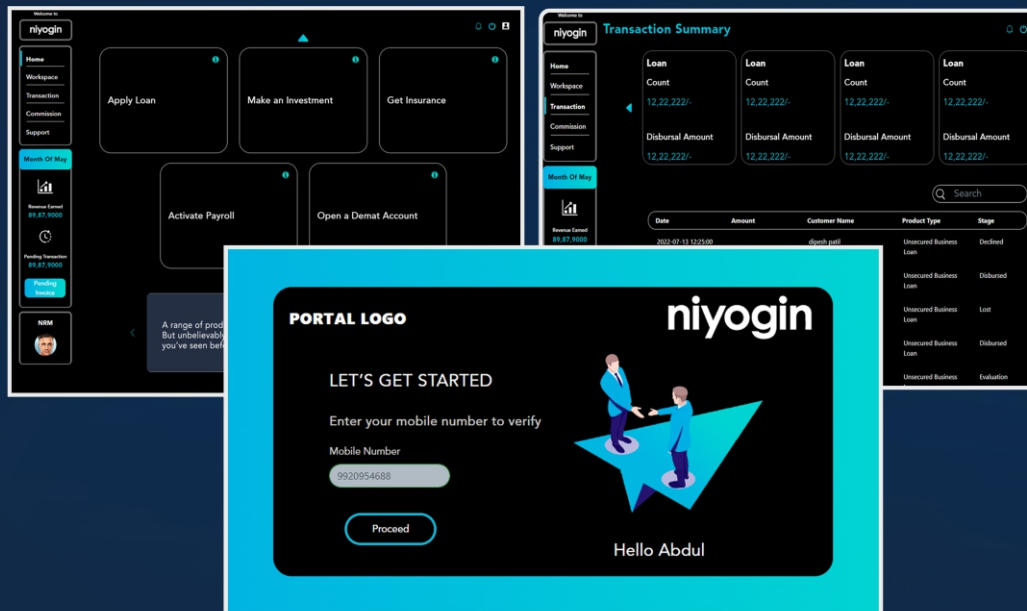 Welcome to
niyogin
Home
Workspace
Transaction
Commission
Support
Month Of May
Revenue Earned
89,87,9000
Pending Transaction
89,87,9000
Pending
Invoice
NRM
Apply Loan
Make an Investment
Get Insurance
Activate Payroll
Open a Demat Account
A range of prod
But unbelievably
you've seen bef
Welcome to
niyogin
Home
Workspace
Transaction
Commission
Support
Month Of May
Revenue Earned
89,87,9000
Transaction Summary
Loan Loan Loan Loan
Count Count Count Count
12,22,222/- 12,22,222/- 12,22,222/- 12,22,222/-
Disbursal Amount Disbursal Amount Disbursal Amount Disbursal Amount
12,22,222/- 12,22,222/- 12,22,222/- 12,22,222/-
Search
Date Amount Customer Name Product Type Stage
2022-07-13 12:25:00 dipesh patil Unsecured Business Declined
Loan
Unsecured Business Disbursed
Loan
Unsecured Business Lost
Loan
Unsecured Business Disbursed
Loan
Unsecured Business Evaluation
PORTAL LOGO
niyogin
LET'S GET STARTED
Enter your mobile number to verify
Mobile Number
9920954688
Proceed
Hello Abdul